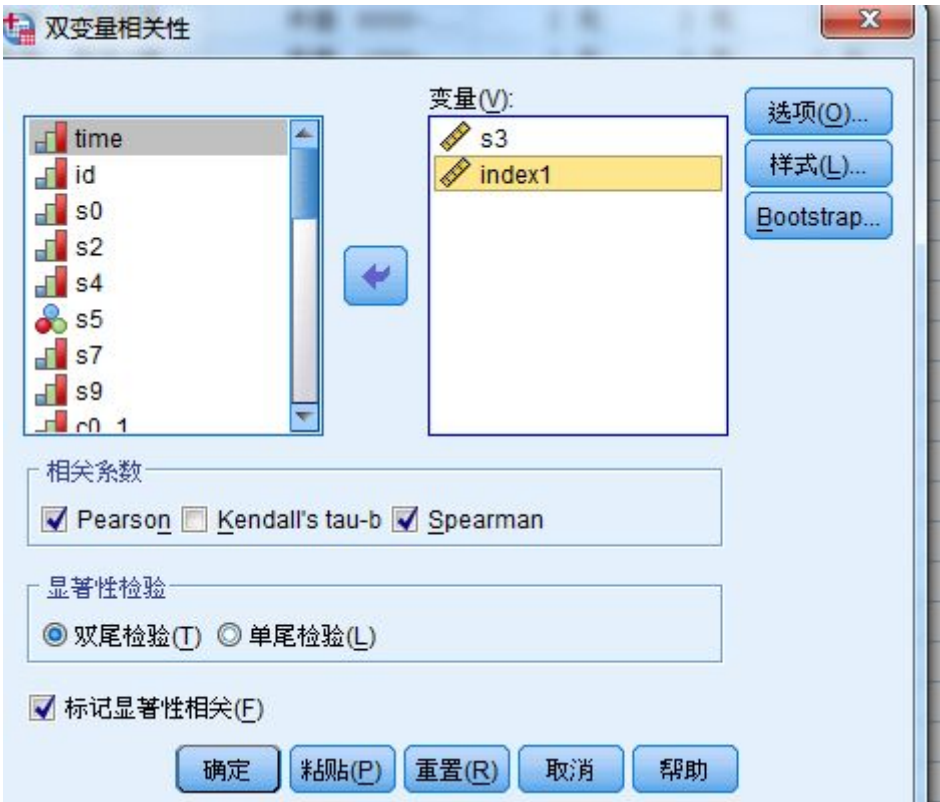 双变量相关性
变量(V):
time
id
s0
s2
s4
s5
s7
s9
c0_1
s3
index1
选项(O)...
样式(L)...
Bootstrap...
相关系数
Pearson Kendall's tau-b Spearman
显著性检验
双尾检验(T) 单尾检验(L)
标记显著性相关(F)
确定 粘贴(P) 重置(R) 取消 帮助